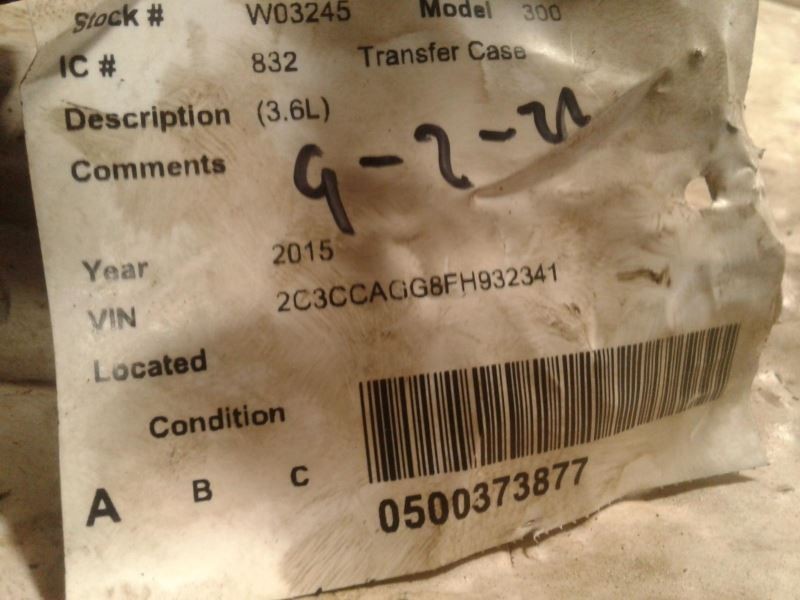 Stock # W03245 Model 300
IC # 832 Transfer Case
Description (3.6L)
Comments 9-2-21
Year 2015
VIN 2C3CCAGG8FH932341
Located
Condition
A B C
0500373877